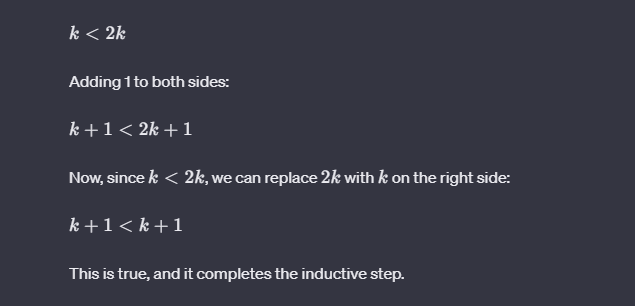 k < 2k
Adding 1 to both sides:
k + 1 < 2k + 1
Now, since k < 2k, we can replace 2k with k on the right side:
k + 1 < k + 1
This is true, and it completes the inductive step.